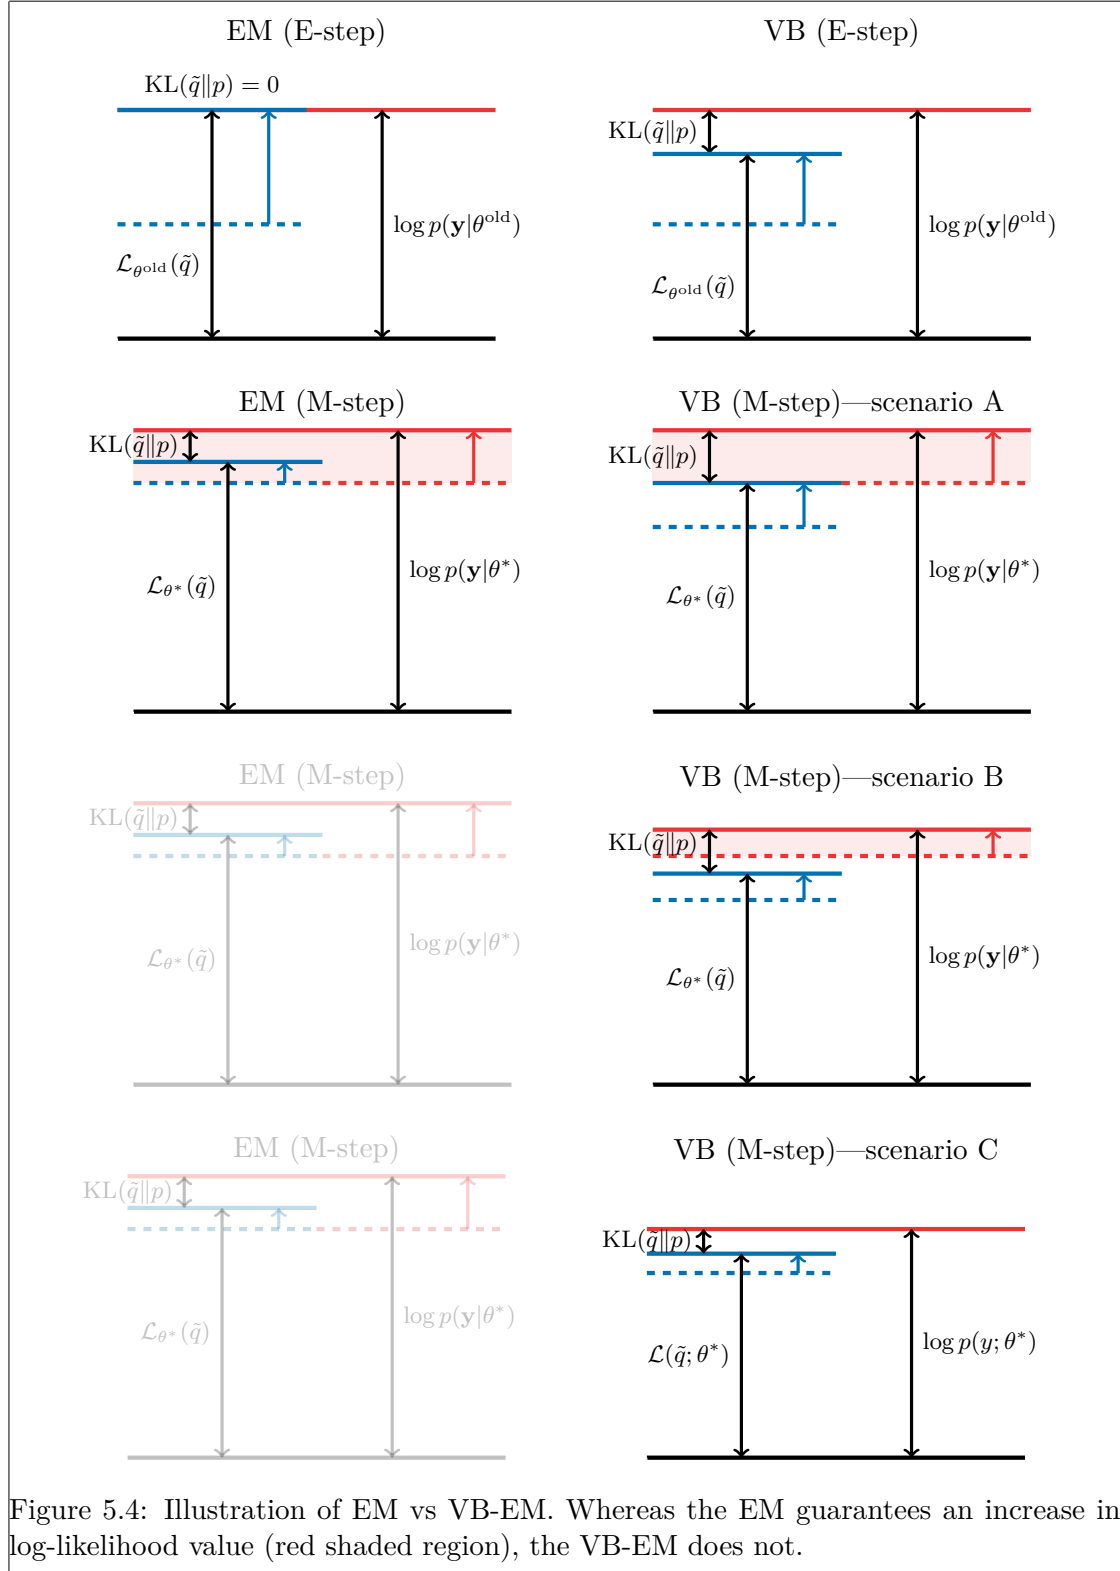 EM (E-step)
VB (E-step)
KL(q̃‖p) = 0
KL(q̃‖p)
log p(𝐲|θ^old)
log p(𝐲|θ^old)
ℒ_θ^old(q̃)
ℒ_θ^old(q̃)
EM (M-step)
VB (M-step)—scenario A
KL(q̃‖p)
KL(q̃‖p)
log p(𝐲|θ*)
log p(𝐲|θ*)
ℒ_θ*(q̃)
ℒ_θ*(q̃)
EM (M-step)
VB (M-step)—scenario B
KL(q̃‖p)
KL(q̃‖p)
log p(𝐲|θ*)
log p(𝐲|θ*)
ℒ_θ*(q̃)
ℒ_θ*(q̃)
EM (M-step)
VB (M-step)—scenario C
KL(q̃‖p)
KL(q̃‖p)
log p(𝐲|θ*)
log p(y; θ*)
ℒ_θ*(q̃)
ℒ(q̃; θ*)
Figure 5.4: Illustration of EM vs VB-EM. Whereas the EM guarantees an increase in
log-likelihood value (red shaded region), the VB-EM does not.